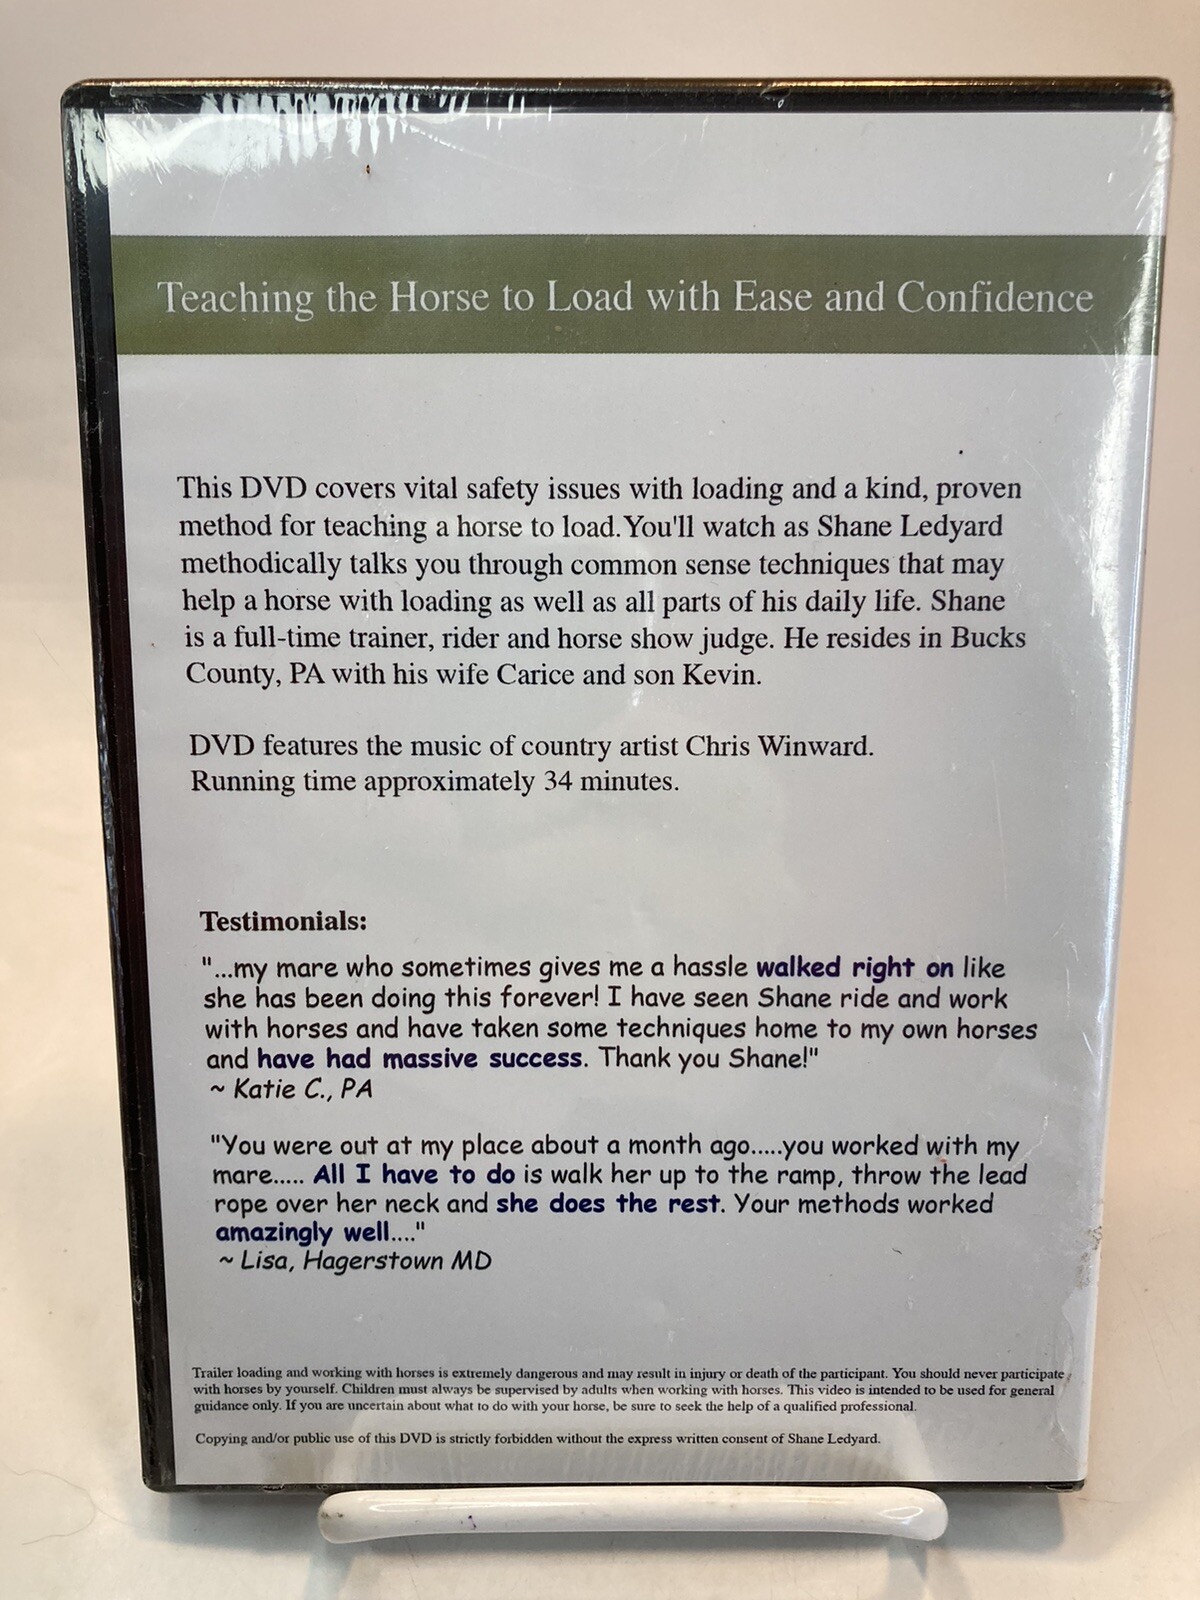 Teaching the Horse to Load with Ease and Confidence
This DVD covers vital safety issues with loading and a kind, proven
method for teaching a horse to load. You'll watch as Shane Ledyard
methodically talks you through common sense techniques that may
help a horse with loading as well as all parts of his daily life. Shane
is a full-time trainer, rider and horse show judge. He resides in Bucks
County, PA with his wife Carice and son Kevin.
DVD features the music of country artist Chris Winward.
Running time approximately 34 minutes.
Testimonials:
"...my mare who sometimes gives me a hassle walked right on like
she has been doing this forever! I have seen Shane ride and work
with horses and have taken some techniques home to my own horses
and have had massive success. Thank you Shane!"
~ Katie C., PA
"You were out at my place about a month ago.....you worked with my
mare..... All I have to do is walk her up to the ramp, throw the lead
rope over her neck and she does the rest. Your methods worked
amazingly well...."
~ Lisa, Hagerstown MD
Trailer loading and working with horses is extremely dangerous and may result in injury or death of the participant. You should never participate
with horses by yourself. Children must always be supervised by adults when working with horses. This video is intended to be used for general
guidance only. If you are uncertain about what to do with your horse, be sure to seek the help of a qualified professional.
Copying and/or public use of this DVD is strictly forbidden without the express written consent of Shane Ledyard.